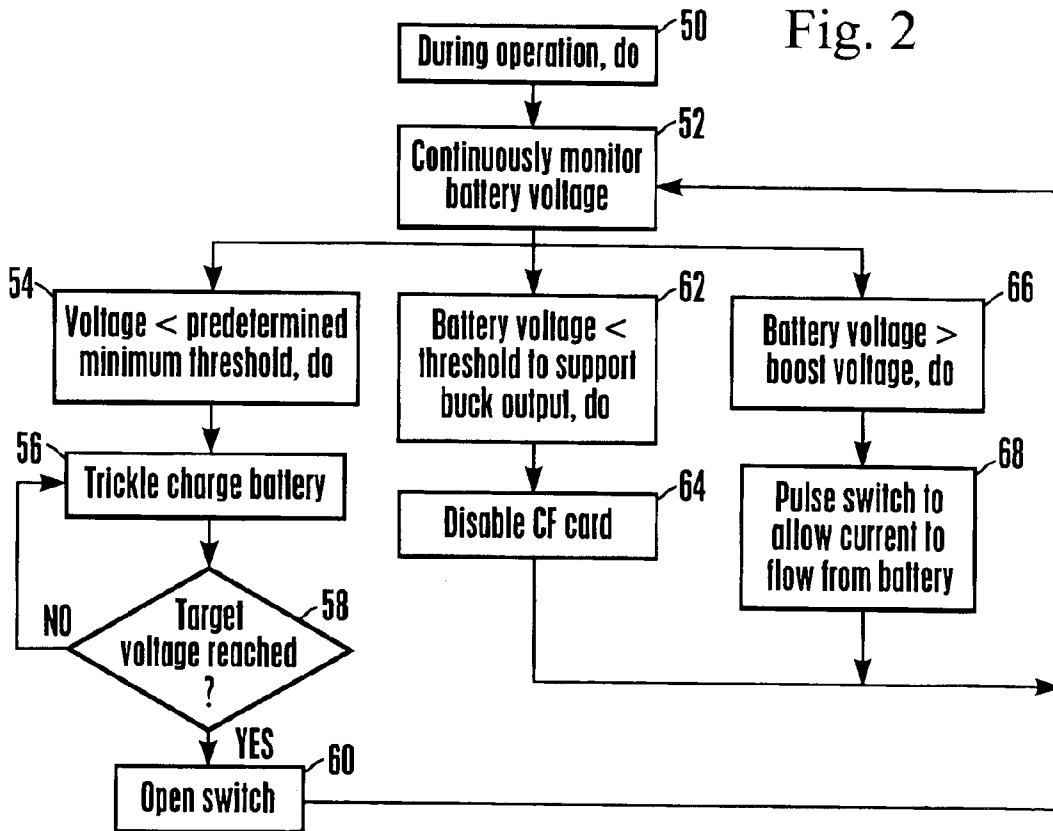 Fig. 2
50
During operation, do
52
Continuously monitor
battery voltage
54
Voltage < predetermined
minimum threshold, do
62
Battery voltage <
threshold to support
buck output, do
66
Battery voltage >
boost voltage, do
56
Trickle charge battery
64
Disable CF card
68
Pulse switch to
allow current to
flow from battery
58
NO
Target
voltage reached
?
YES
60
Open switch